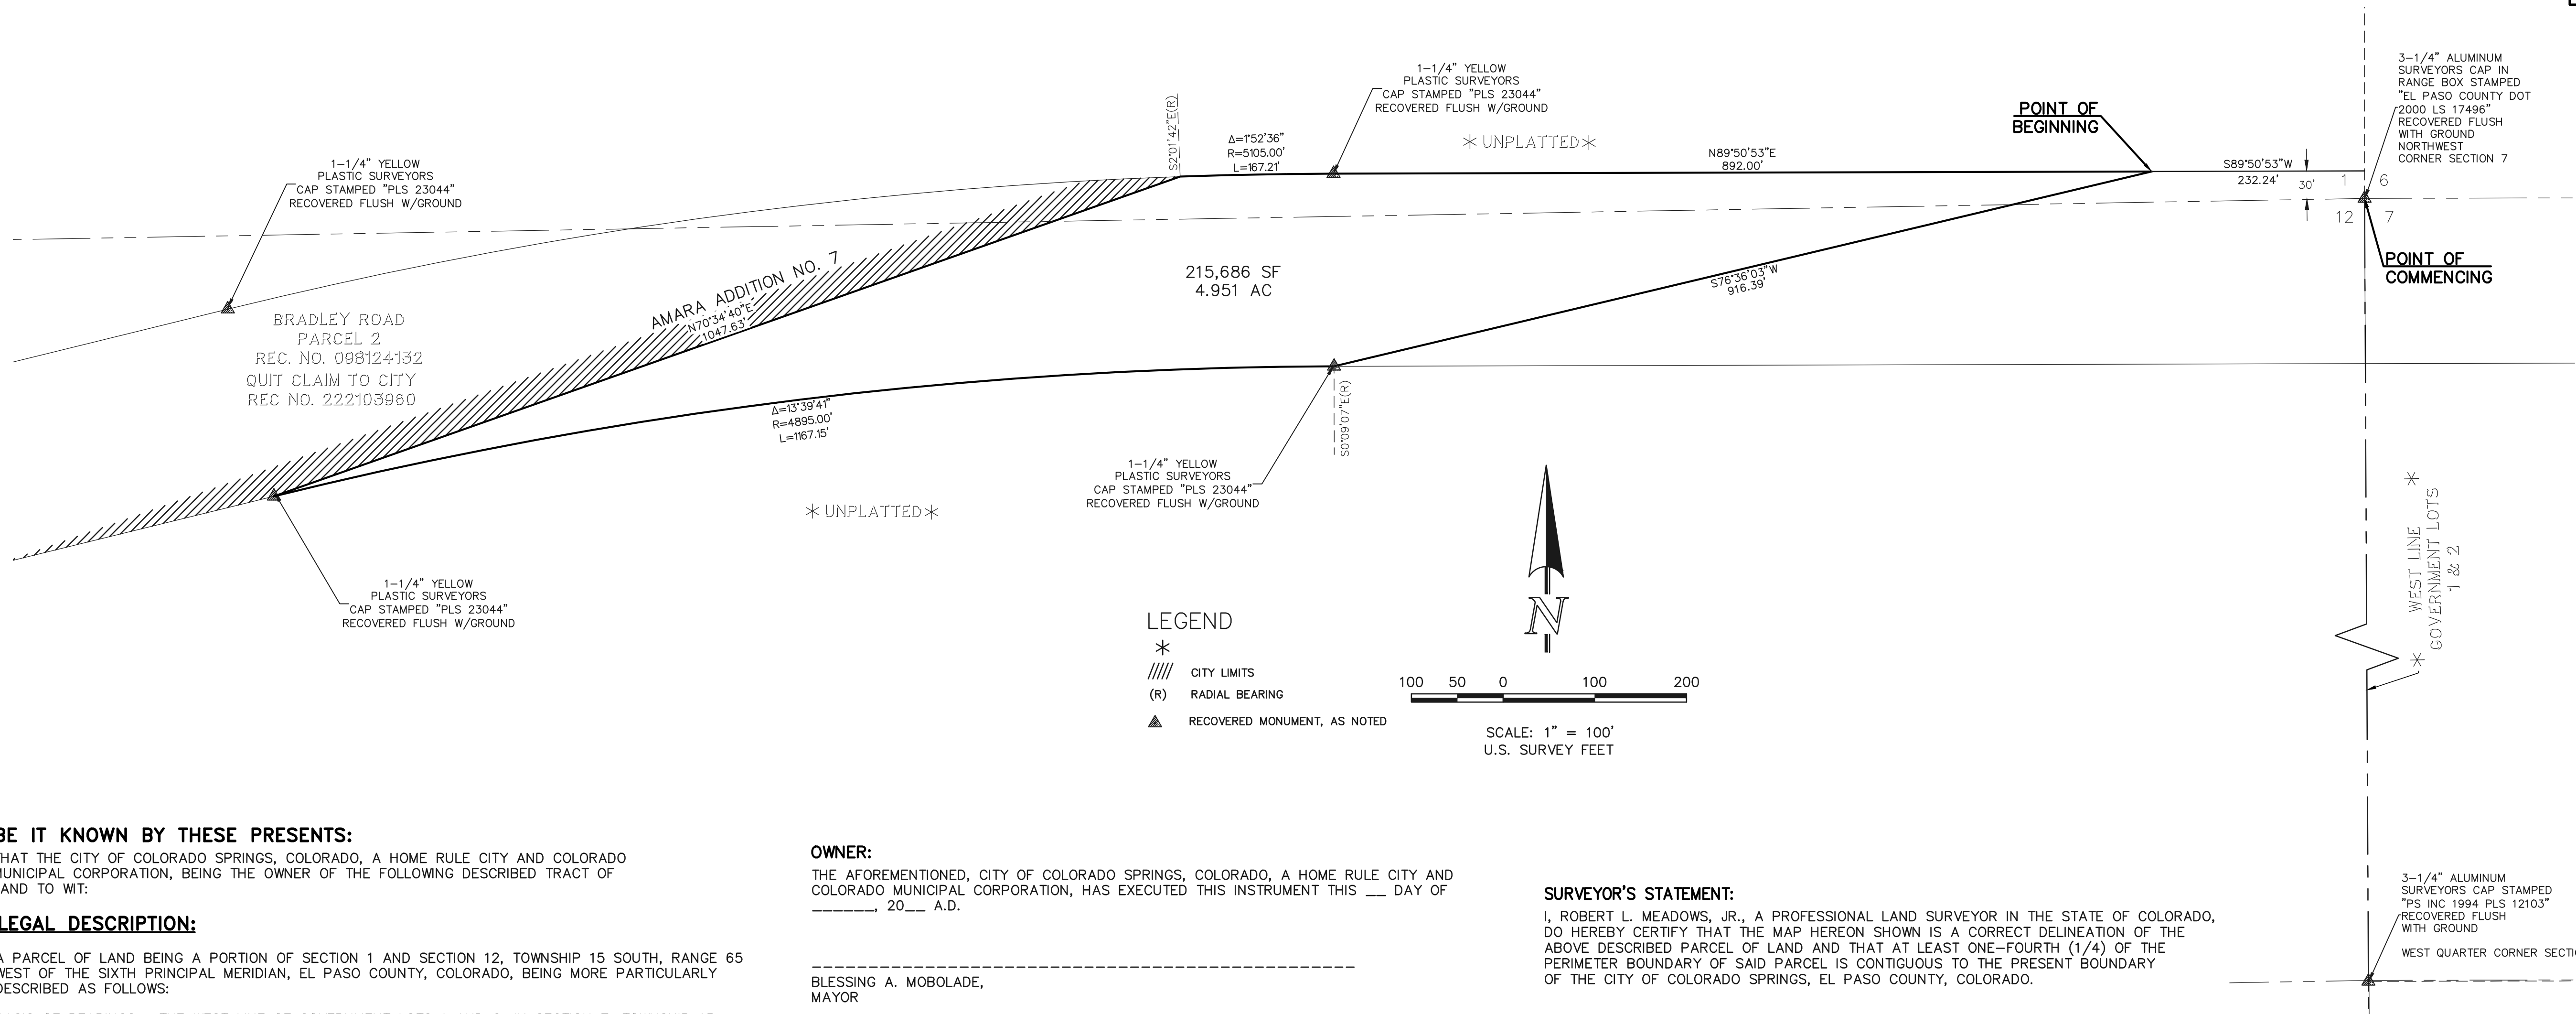 3-1/4" ALUMINUM
SURVEYORS CAP IN
RANGE BOX STAMPED
"EL PASO COUNTY DOT
2000 LS 17496"
RECOVERED FLUSH
WITH GROUND
NORTHWEST
CORNER SECTION 7
1-1/4" YELLOW
PLASTIC SURVEYORS
CAP STAMPED "PLS 23044"
RECOVERED FLUSH W/GROUND
S2°01'42"E(R)
Δ=1°52'36"
R=5105.00'
L=167.21'
✳ UNPLATTED ✳
N89°50'53"E
892.00'
POINT OF
BEGINNING
S89°50'53"W
232.24'
30'
1
6
12
7
POINT OF
COMMENCING
1-1/4" YELLOW
PLASTIC SURVEYORS
CAP STAMPED "PLS 23044"
RECOVERED FLUSH W/GROUND
BRADLEY ROAD
PARCEL 2
REC. NO. 098124132
QUIT CLAIM TO CITY
REC NO. 222103960
AMARA ADDITION NO. 7
N70°34'40"E
1047.63'
215,686 SF
4.951 AC
S76°36'03"W
916.39'
Δ=13°39'41"
R=4895.00'
L=1167.15'
S0°09'07"E(R)
1-1/4" YELLOW
PLASTIC SURVEYORS
CAP STAMPED "PLS 23044"
RECOVERED FLUSH W/GROUND
✳ UNPLATTED ✳
1-1/4" YELLOW
PLASTIC SURVEYORS
CAP STAMPED "PLS 23044"
RECOVERED FLUSH W/GROUND
✳ WEST LINE ✳
GOVERNMENT LOTS
1 & 2
N
LEGEND
✳
CITY LIMITS
(R) RADIAL BEARING
RECOVERED MONUMENT, AS NOTED
100 50 0 100 200
SCALE: 1" = 100'
U.S. SURVEY FEET
BE IT KNOWN BY THESE PRESENTS:
THAT THE CITY OF COLORADO SPRINGS, COLORADO, A HOME RULE CITY AND COLORADO
MUNICIPAL CORPORATION, BEING THE OWNER OF THE FOLLOWING DESCRIBED TRACT OF
LAND TO WIT:
LEGAL DESCRIPTION:
A PARCEL OF LAND BEING A PORTION OF SECTION 1 AND SECTION 12, TOWNSHIP 15 SOUTH, RANGE 65
WEST OF THE SIXTH PRINCIPAL MERIDIAN, EL PASO COUNTY, COLORADO, BEING MORE PARTICULARLY
DESCRIBED AS FOLLOWS:
OWNER:
THE AFOREMENTIONED, CITY OF COLORADO SPRINGS, COLORADO, A HOME RULE CITY AND
COLORADO MUNICIPAL CORPORATION, HAS EXECUTED THIS INSTRUMENT THIS __ DAY OF
______, 20__ A.D.
BLESSING A. MOBOLADE,
MAYOR
SURVEYOR'S STATEMENT:
I, ROBERT L. MEADOWS, JR., A PROFESSIONAL LAND SURVEYOR IN THE STATE OF COLORADO,
DO HEREBY CERTIFY THAT THE MAP HEREON SHOWN IS A CORRECT DELINEATION OF THE
ABOVE DESCRIBED PARCEL OF LAND AND THAT AT LEAST ONE-FOURTH (1/4) OF THE
PERIMETER BOUNDARY OF SAID PARCEL IS CONTIGUOUS TO THE PRESENT BOUNDARY
OF THE CITY OF COLORADO SPRINGS, EL PASO COUNTY, COLORADO.
3-1/4" ALUMINUM
SURVEYORS CAP STAMPED
"PS INC 1994 PLS 12103"
RECOVERED FLUSH
WITH GROUND
WEST QUARTER CORNER